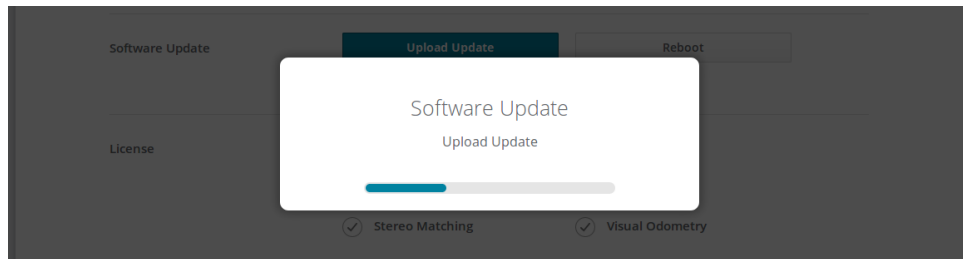 Software Update
Upload Update
Reboot
Software Update
Upload Update
License
Stereo Matching
Visual Odometry